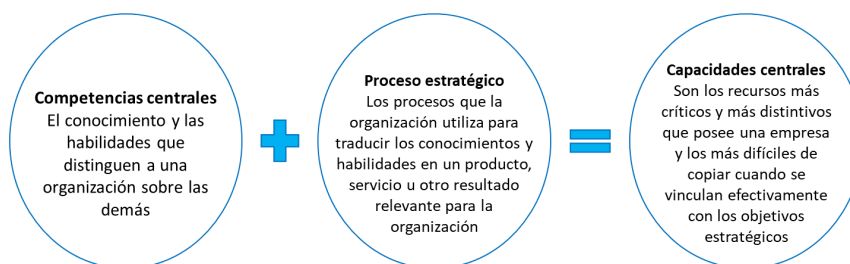 Competencias centrales
El conocimiento y las
habilidades que
distinguen a una
organización sobre las
demás
Proceso estratégico
Los procesos que la
organización utiliza para
traducir los conocimientos y
habilidades en un producto,
servicio u otro resultado
relevante para la
organización
Capacidades centrales
Son los recursos más
críticos y más distintivos
que posee una empresa
y los más difíciles de
copiar cuando se
vinculan efectivamente
con los objetivos
estratégicos